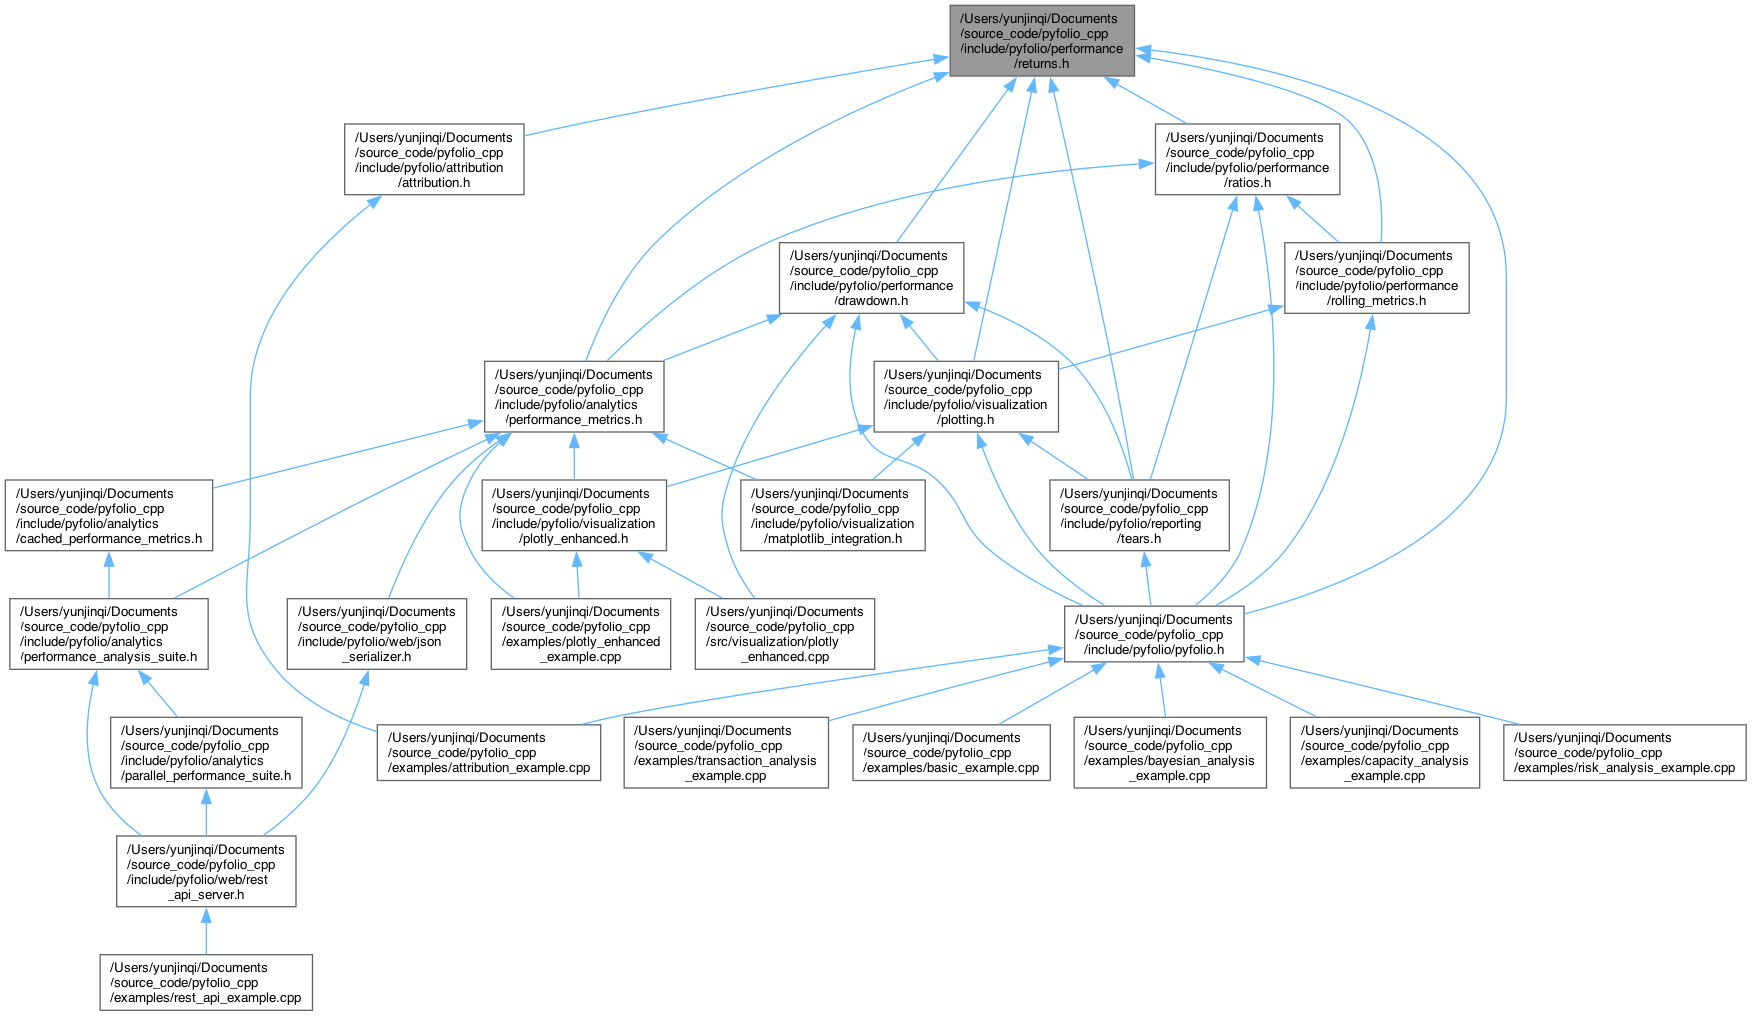 /Users/yunjinqi/Documents
/source_code/pyfolio_cpp
/include/pyfolio/performance
/returns.h
/Users/yunjinqi/Documents
/source_code/pyfolio_cpp
/include/pyfolio/attribution
/attribution.h
/Users/yunjinqi/Documents
/source_code/pyfolio_cpp
/include/pyfolio/performance
/ratios.h
/Users/yunjinqi/Documents
/source_code/pyfolio_cpp
/include/pyfolio/performance
/drawdown.h
/Users/yunjinqi/Documents
/source_code/pyfolio_cpp
/include/pyfolio/performance
/rolling_metrics.h
/Users/yunjinqi/Documents
/source_code/pyfolio_cpp
/include/pyfolio/analytics
/performance_metrics.h
/Users/yunjinqi/Documents
/source_code/pyfolio_cpp
/include/pyfolio/visualization
/plotting.h
/Users/yunjinqi/Documents
/source_code/pyfolio_cpp
/include/pyfolio/analytics
/cached_performance_metrics.h
/Users/yunjinqi/Documents
/source_code/pyfolio_cpp
/include/pyfolio/visualization
/plotly_enhanced.h
/Users/yunjinqi/Documents
/source_code/pyfolio_cpp
/include/pyfolio/visualization
/matplotlib_integration.h
/Users/yunjinqi/Documents
/source_code/pyfolio_cpp
/include/pyfolio/reporting
/tears.h
/Users/yunjinqi/Documents
/source_code/pyfolio_cpp
/include/pyfolio/analytics
/performance_analysis_suite.h
/Users/yunjinqi/Documents
/source_code/pyfolio_cpp
/include/pyfolio/web/json
_serializer.h
/Users/yunjinqi/Documents
/source_code/pyfolio_cpp
/examples/plotly_enhanced
_example.cpp
/Users/yunjinqi/Documents
/source_code/pyfolio_cpp
/src/visualization/plotly
_enhanced.cpp
/Users/yunjinqi/Documents
/source_code/pyfolio_cpp
/include/pyfolio/pyfolio.h
/Users/yunjinqi/Documents
/source_code/pyfolio_cpp
/include/pyfolio/analytics
/parallel_performance_suite.h
/Users/yunjinqi/Documents
/source_code/pyfolio_cpp
/examples/attribution_example.cpp
/Users/yunjinqi/Documents
/source_code/pyfolio_cpp
/examples/transaction_analysis
_example.cpp
/Users/yunjinqi/Documents
/source_code/pyfolio_cpp
/examples/basic_example.cpp
/Users/yunjinqi/Documents
/source_code/pyfolio_cpp
/examples/bayesian_analysis
_example.cpp
/Users/yunjinqi/Documents
/source_code/pyfolio_cpp
/examples/capacity_analysis
_example.cpp
/Users/yunjinqi/Documents
/source_code/pyfolio_cpp
/examples/risk_analysis_example.cpp
/Users/yunjinqi/Documents
/source_code/pyfolio_cpp
/include/pyfolio/web/rest
_api_server.h
/Users/yunjinqi/Documents
/source_code/pyfolio_cpp
/examples/rest_api_example.cpp